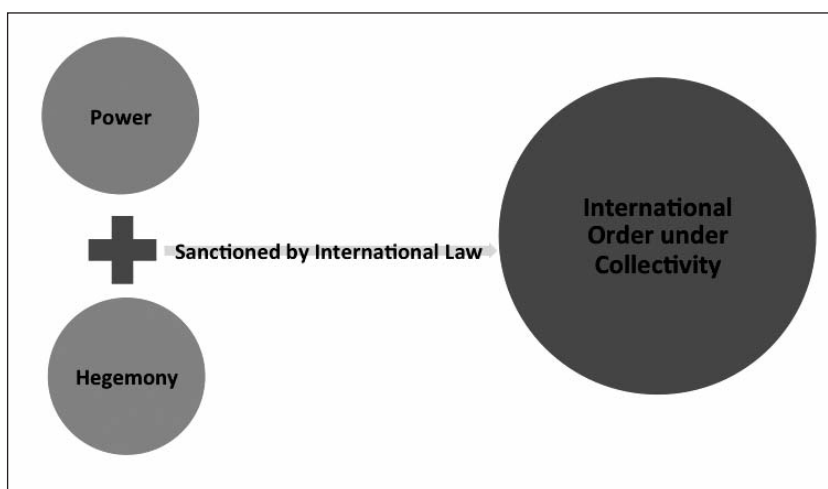 Power
Sanctioned by International Law
Hegemony
International
Order under
Collectivity